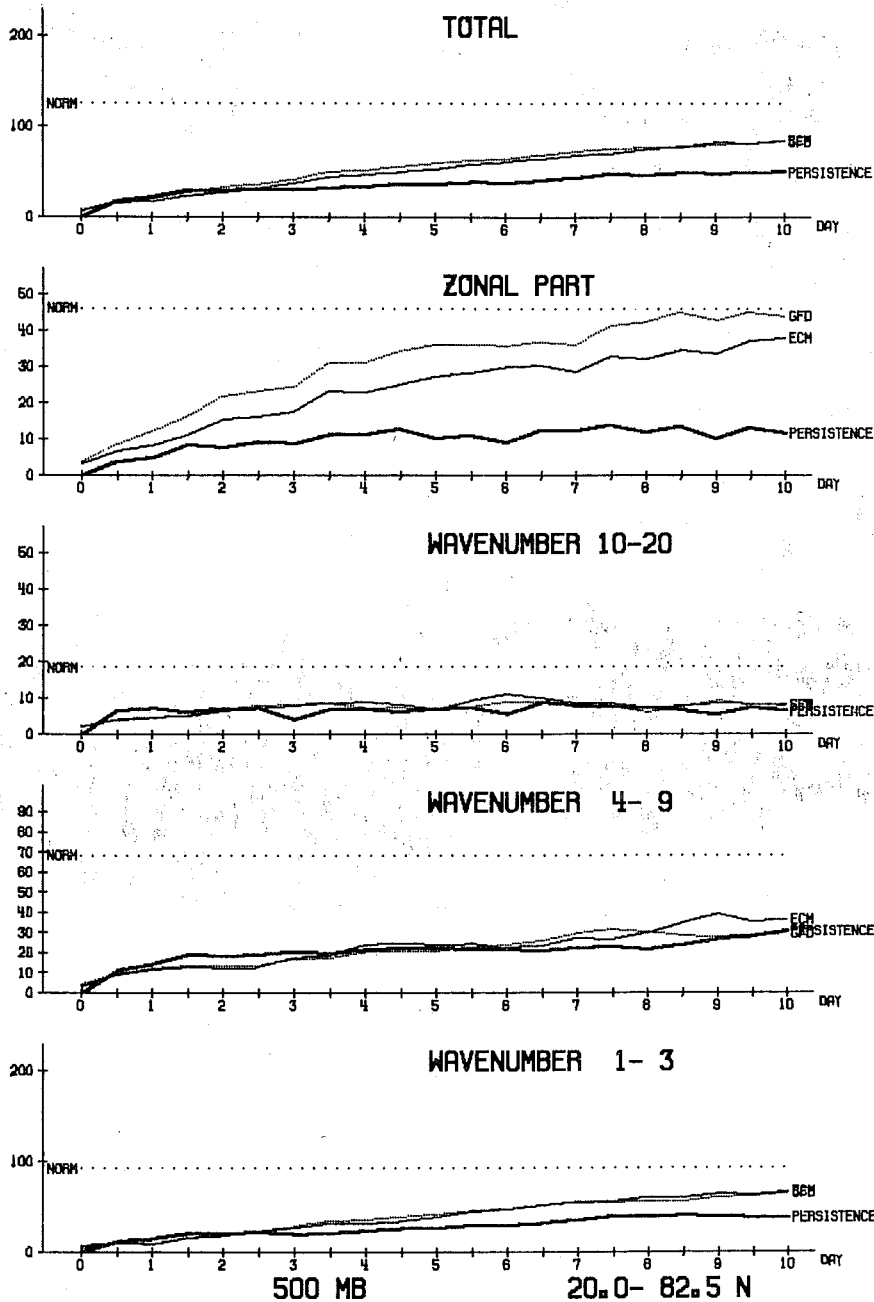 TOTAL
200
NORM
100
PERSISTENCE
0
0 1 2 3 4 5 6 7 8 9 10 DAY
ZONAL PART
50
NORM
40
30
20
10
0
GFD
ECM
PERSISTENCE
0 1 2 3 4 5 6 7 8 9 10 DAY
WAVENUMBER 10-20
50
40
30
20
NORM
10
0
PERSISTENCE
0 1 2 3 4 5 6 7 8 9 10 DAY
WAVENUMBER 4- 9
90
80
70
NORM
60
50
40
30
20
10
0
ECM
PERSISTENCE
GFD
0 1 2 3 4 5 6 7 8 9 10 DAY
WAVENUMBER 1- 3
200
NORM
100
0
PERSISTENCE
0 1 2 3 4 5 6 7 8 9 10 DAY
500 MB 20.0- 82.5 N